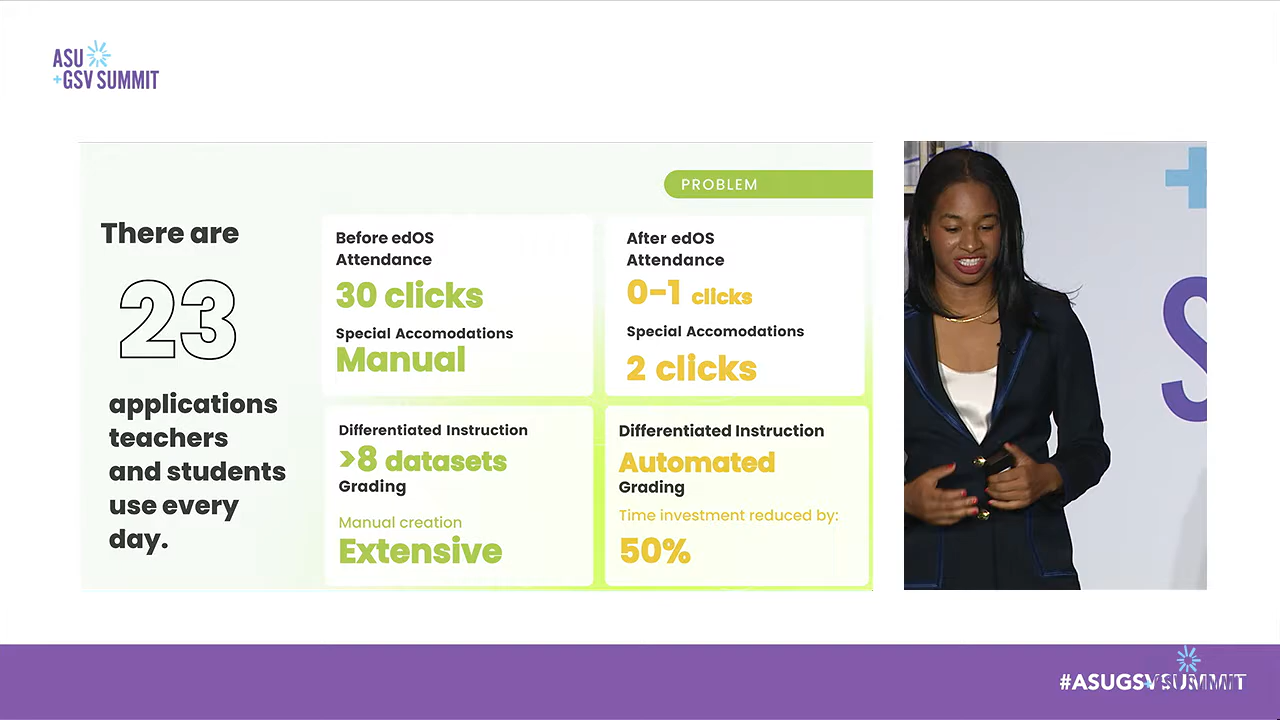 ASU
+GSV SUMMIT
PROBLEM
There are
23
applications
teachers
and students
use every
day.
Before edOS
Attendance
30 clicks
Special Accomodations
Manual
After edOS
Attendance
0-1 clicks
Special Accomodations
2 clicks
Differentiated Instruction
>8 datasets
Grading
Manual creation
Extensive
Differentiated Instruction
Automated
Grading
Time investment reduced by:
50%
#ASUGSVSUMMIT